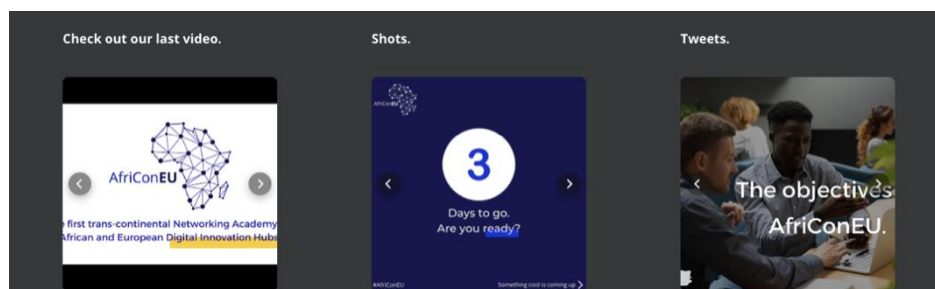 Check out our last video.
Shots.
Tweets.
AfriConEU
first trans-continental Networking Academy
African and European Digital Innovation Hubs
AfriConEU
3
Days to go.
Are you ready?
#AfriConEU
Something cool is coming up
The objectives
AfriConEU.